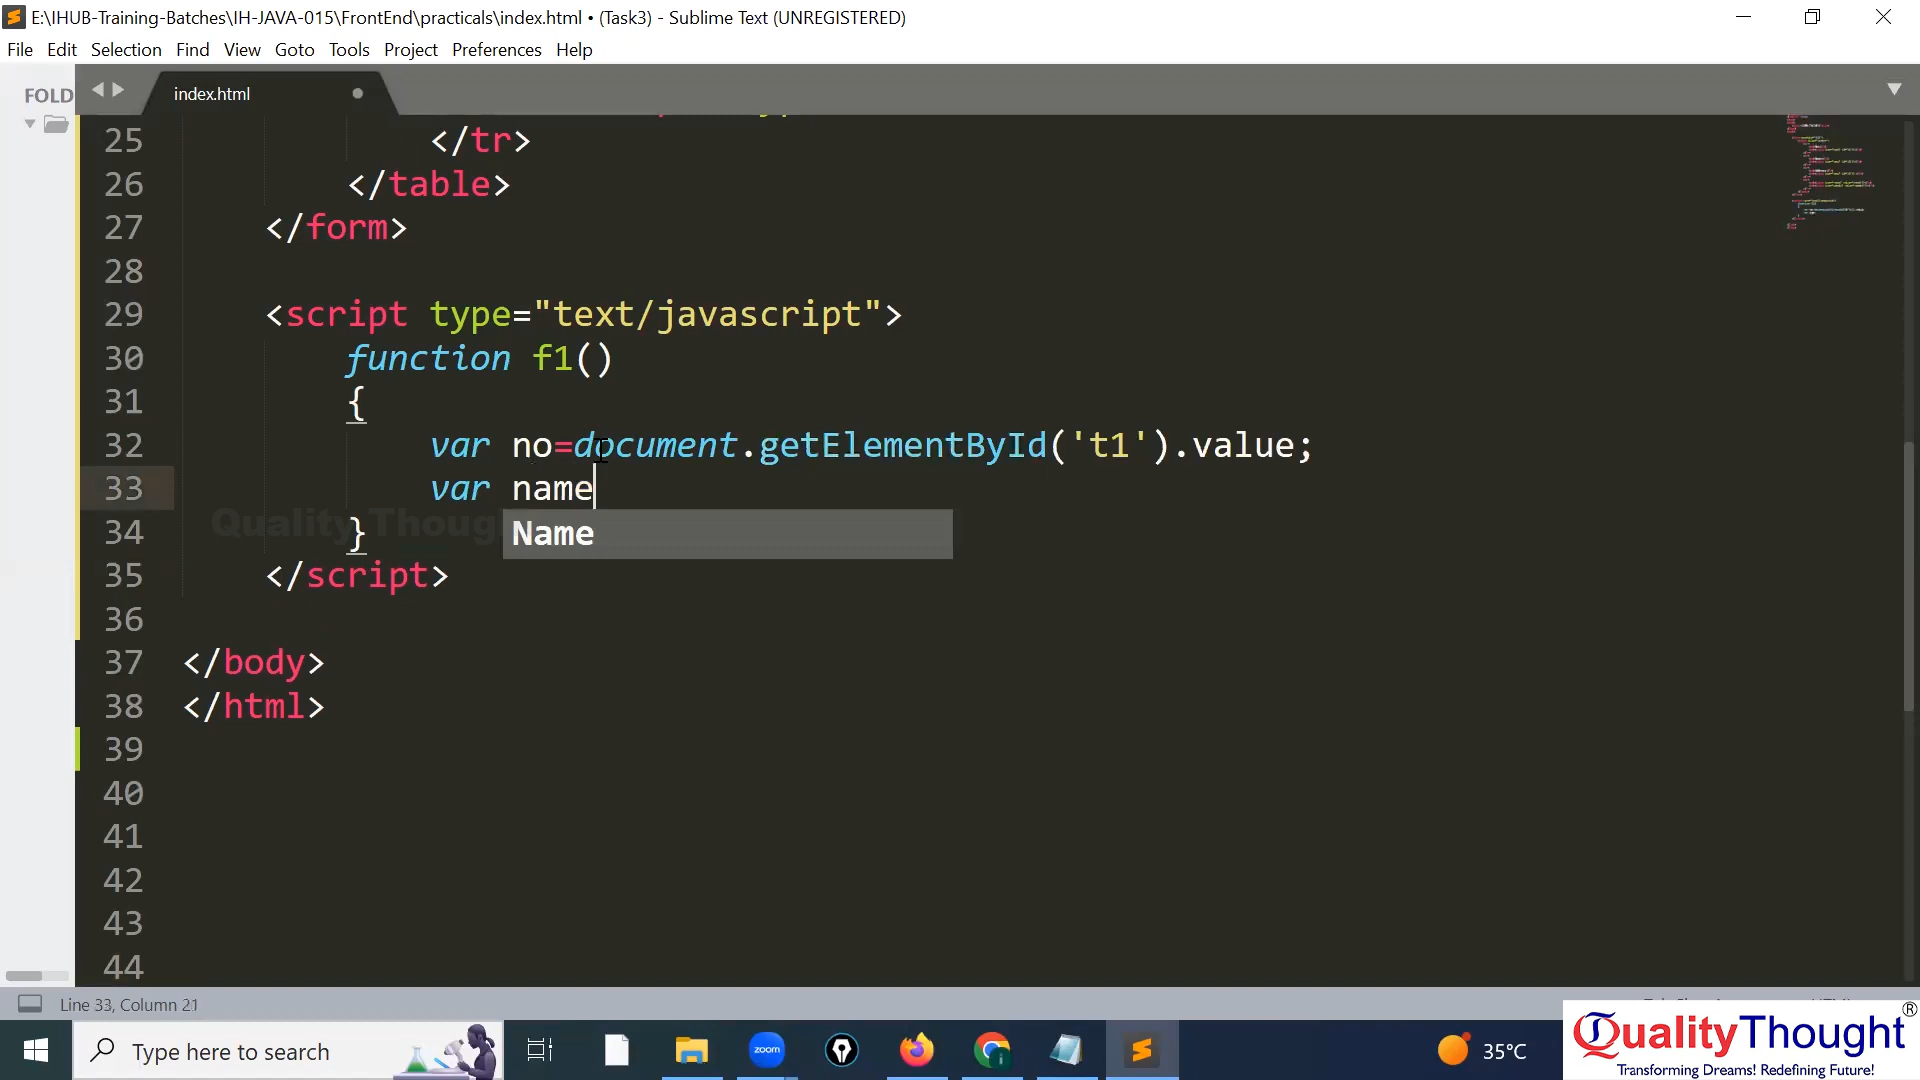 E:\IHUB-Training-Batches\IH-JAVA-015\FrontEnd\practicals\index.html • (Task3) - Sublime Text (UNREGISTERED)
File Edit Selection Find View Goto Tools Project Preferences Help
FOLD
index.html
25 </tr>
26 </table>
27 </form>
28
29 <script type="text/javascript">
30 function f1()
31 {
32 var no=document.getElementById('t1').value;
33 var name
Name
Quality Though
34 }
35 </script>
36
37 </body>
38 </html>
39
40
41
42
43
44
Line 33, Column 21
Type here to search
zoom
35°C
QualityThought®
Transforming Dreams! Redefining Future!